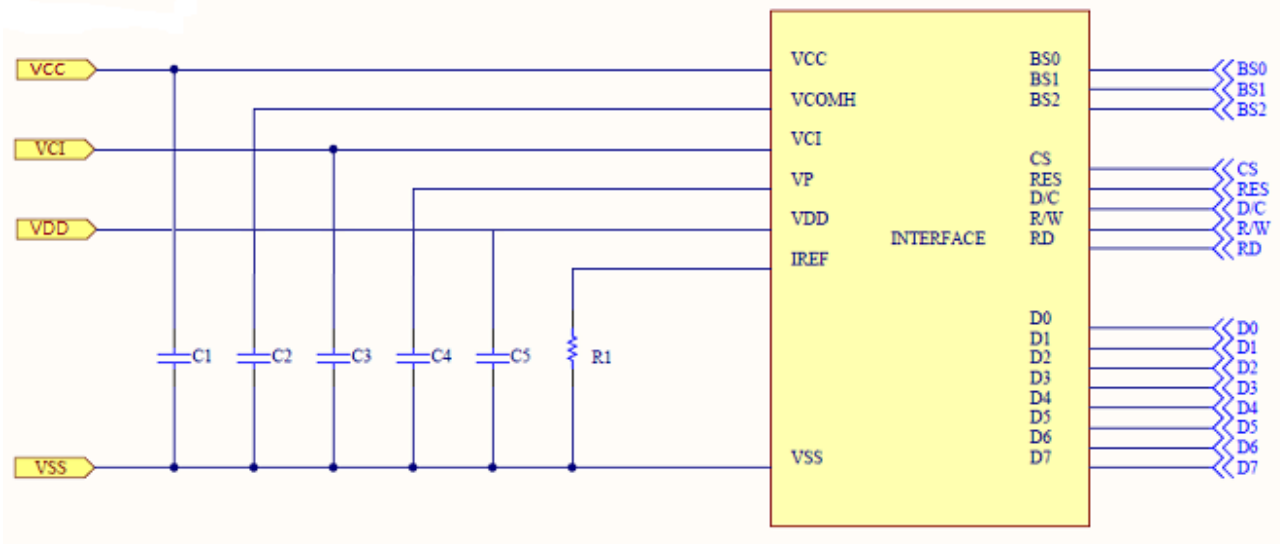 VCC
VCI
VDD
VSS
C1
C2
C3
C4
C5
R1
VCC
VCOMH
VCI
VP
VDD
IREF
VSS
INTERFACE
BS0
BS1
BS2
CS
RES
D/C
R/W
RD
D0
D1
D2
D3
D4
D5
D6
D7
BS0
BS1
BS2
CS
RES
D/C
R/W
RD
D0
D1
D2
D3
D4
D5
D6
D7